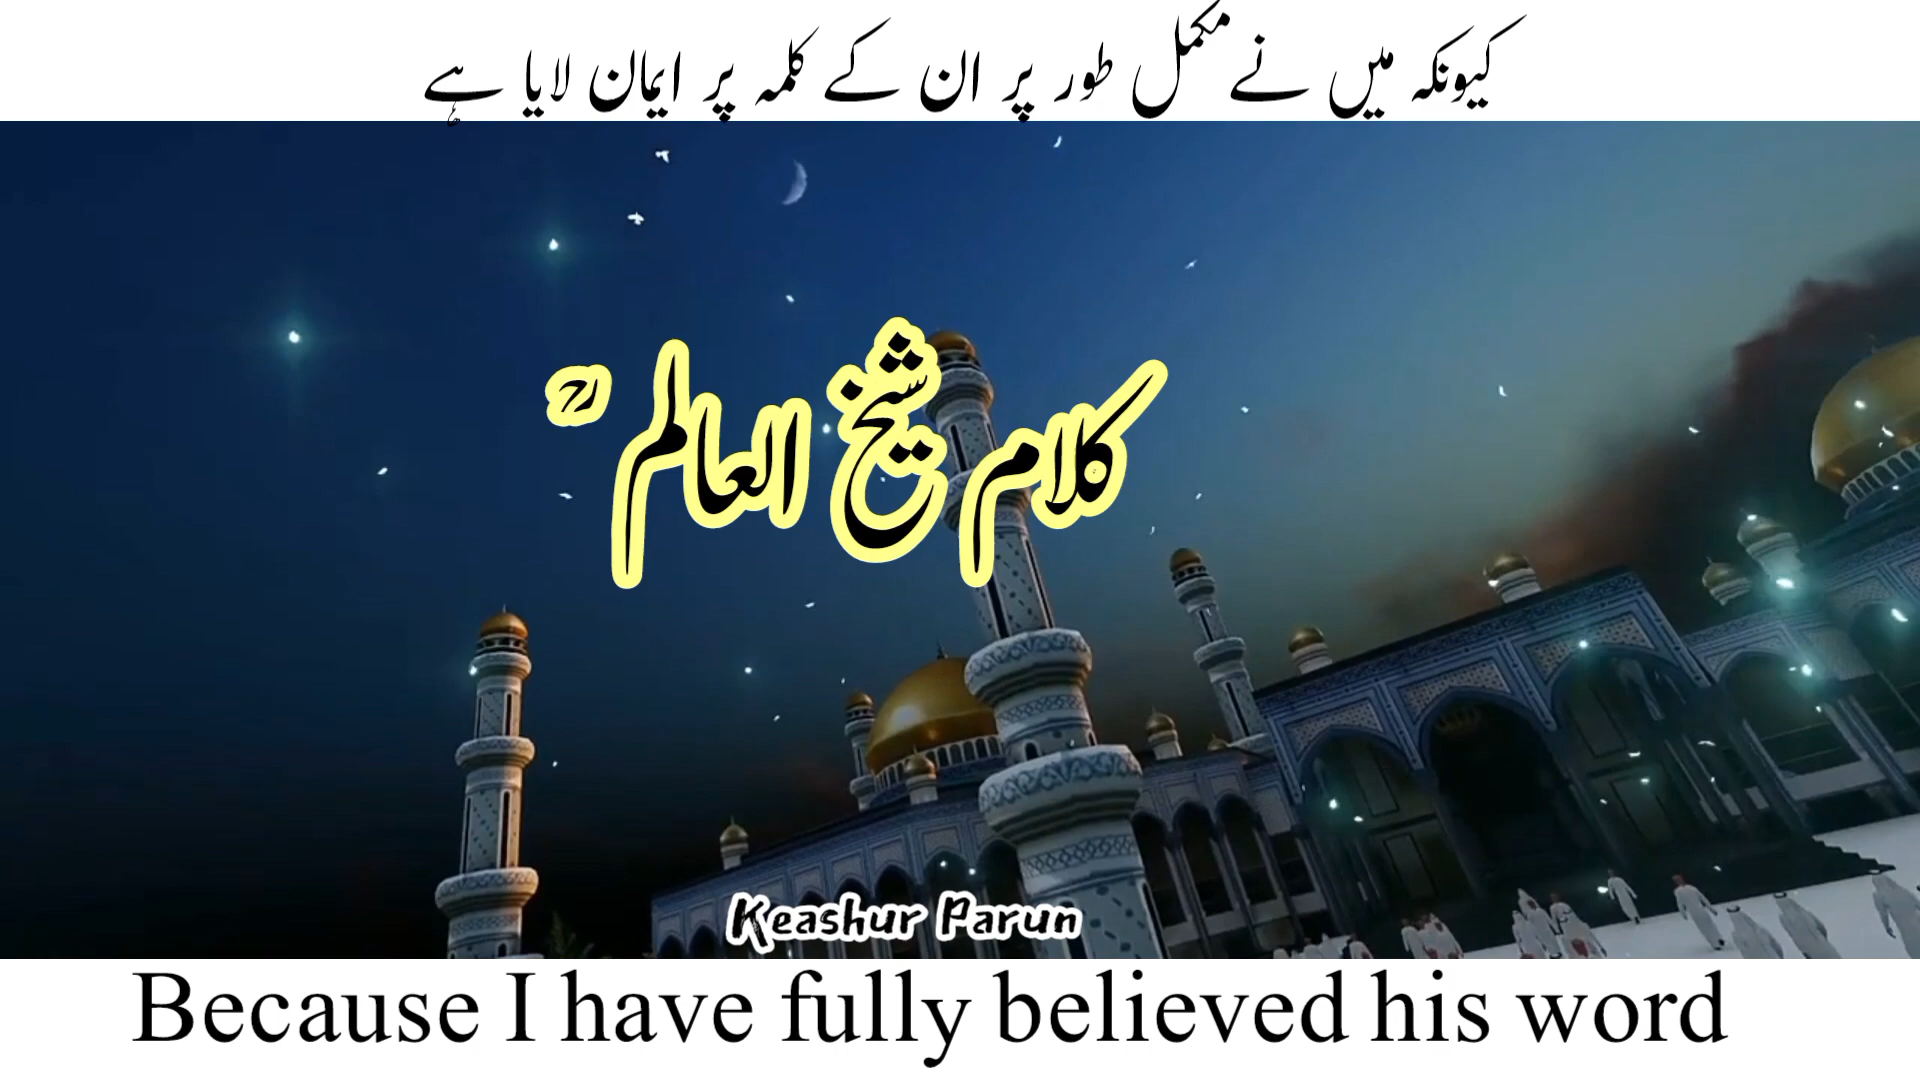 کیونکہ میں نے مکمل طور پر ان کے کلمہ پر ایمان لایا ہے
کلام شیخ العالمؒ
Keashur Parun
Because I have fully believed his word